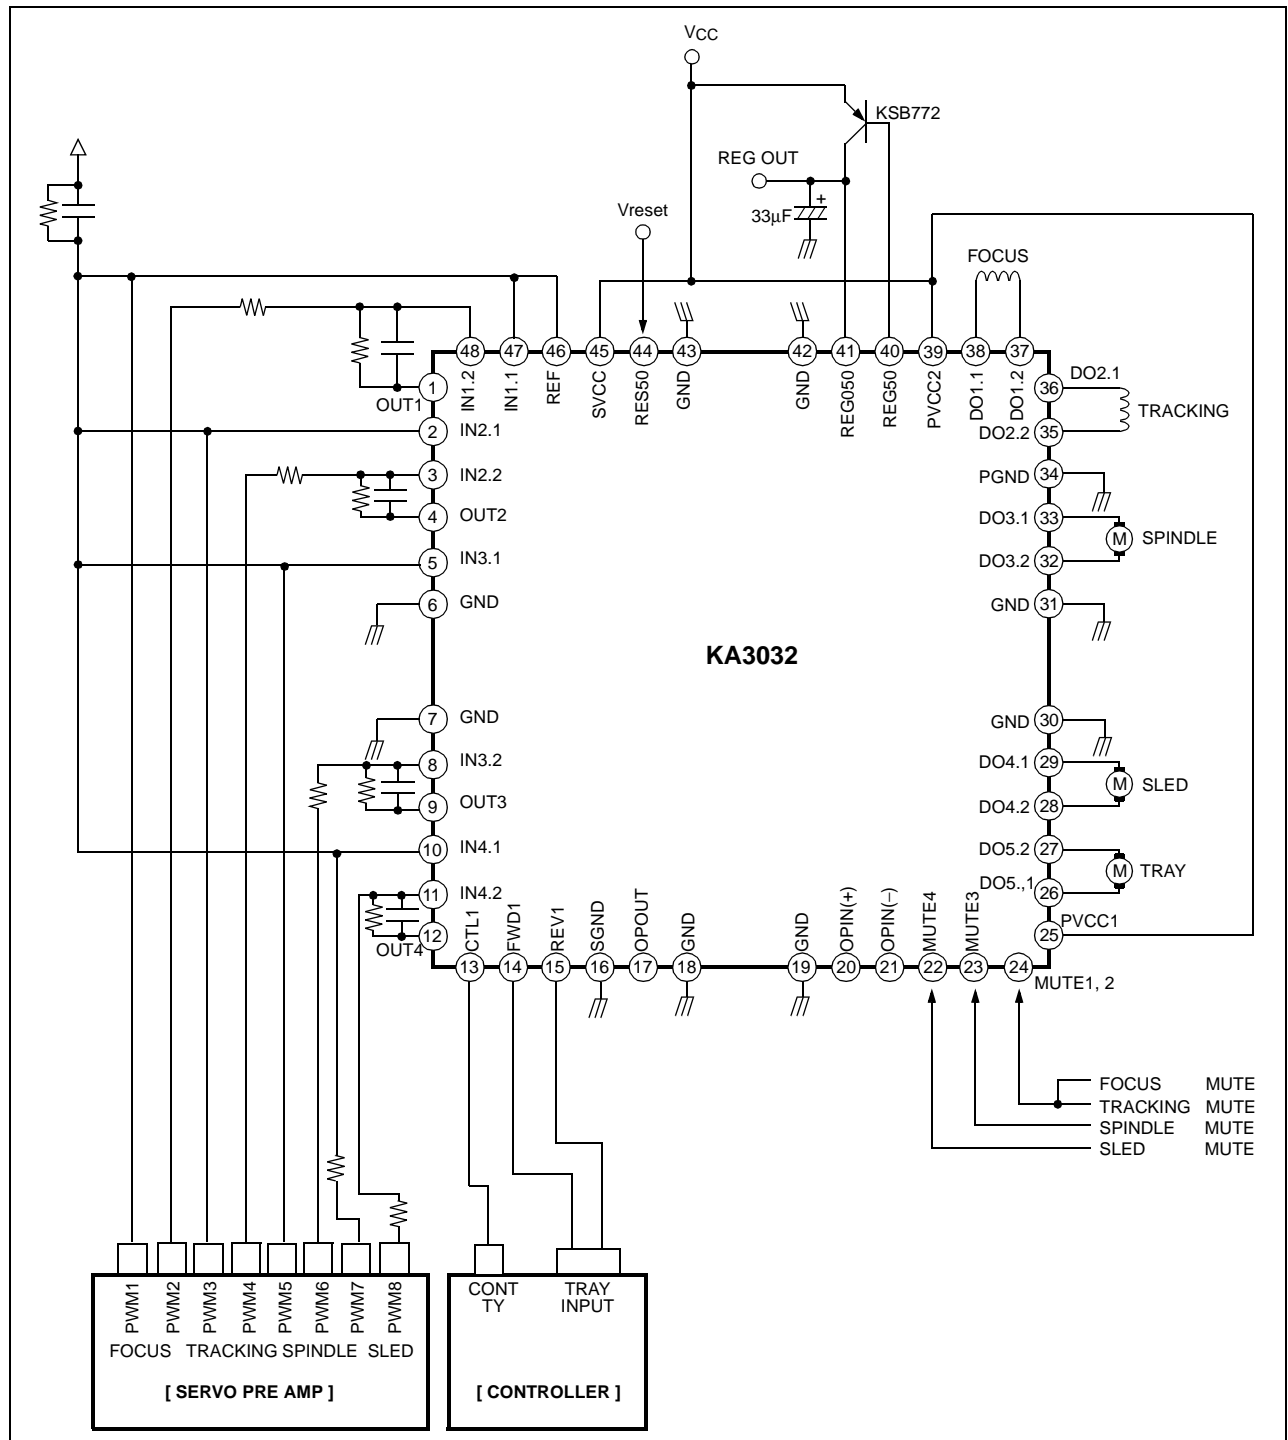 VCC
KSB772
REG OUT
33µF
+
Vreset
FOCUS
48 47 46 45 44 43 42 41 40 39 38 37
IN1.2 IN1.1 REF SVCC RES50 GND GND REG050 REG50 PVCC2 DO1.1 DO1.2
1 OUT1
2 IN2.1
3 IN2.2
4 OUT2
5 IN3.1
6 GND
7 GND
8 IN3.2
9 OUT3
10 IN4.1
11 IN4.2
12 OUT4
KA3032
DO2.1 36
TRACKING
DO2.2 35
PGND 34
DO3.1 33
M SPINDLE
DO3.2 32
GND 31
GND 30
DO4.1 29
M SLED
DO4.2 28
DO5.2 27
M TRAY
DO5.,1 26
PVCC1
25
CTL1 FWD1 REV1 SGND OPOUT GND GND OPIN(+) OPIN(−) MUTE4 MUTE3
13 14 15 16 17 18 19 20 21 22 23 24
MUTE1, 2
FOCUS MUTE
TRACKING MUTE
SPINDLE MUTE
SLED MUTE
PWM1 PWM2 PWM3 PWM4 PWM5 PWM6 PWM7 PWM8
FOCUS TRACKING SPINDLE SLED
[ SERVO PRE AMP ]
CONT TY
TRAY INPUT
[ CONTROLLER ]